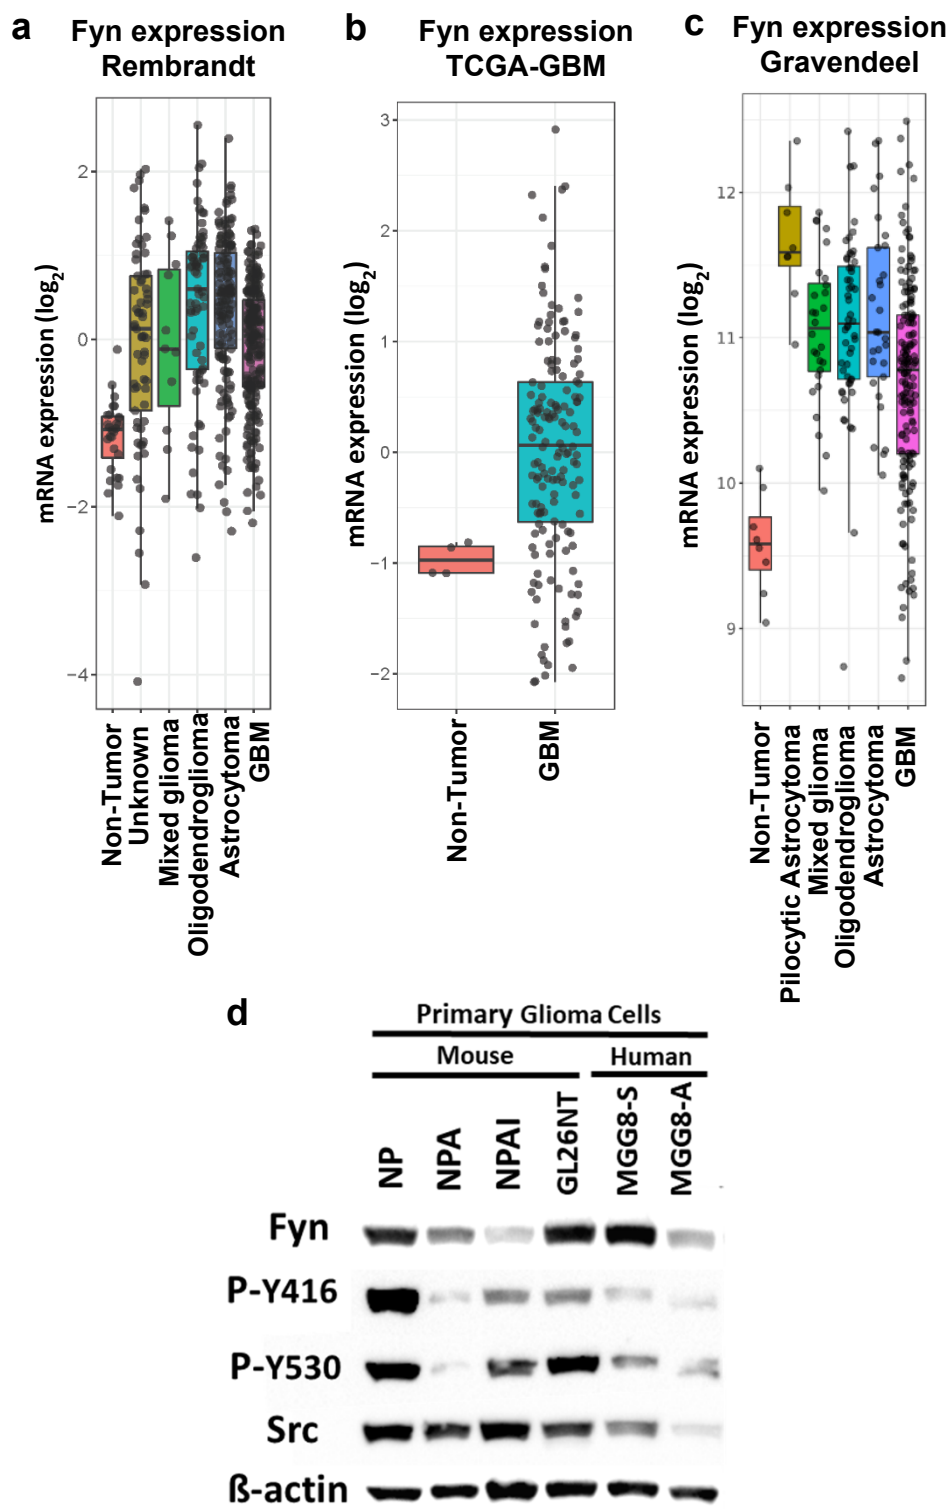 a
Fyn expression
Rembrandt
mRNA expression (log2)
2
0
−2
−4
Non-Tumor
Unknown
Mixed glioma
Oligodendroglioma
Astrocytoma
GBM
b
Fyn expression
TCGA-GBM
mRNA expression (log2)
3
2
1
0
−1
−2
Non-Tumor
GBM
c
Fyn expression
Gravendeel
mRNA expression (log2)
12
11
10
9
Non-Tumor
Pilocytic Astrocytoma
Mixed glioma
Oligodendroglioma
Astrocytoma
GBM
d
Primary Glioma Cells
Mouse
Human
NP
NPA
NPAI
GL26NT
MGG8-S
MGG8-A
Fyn
P-Y416
P-Y530
Src
ß-actin